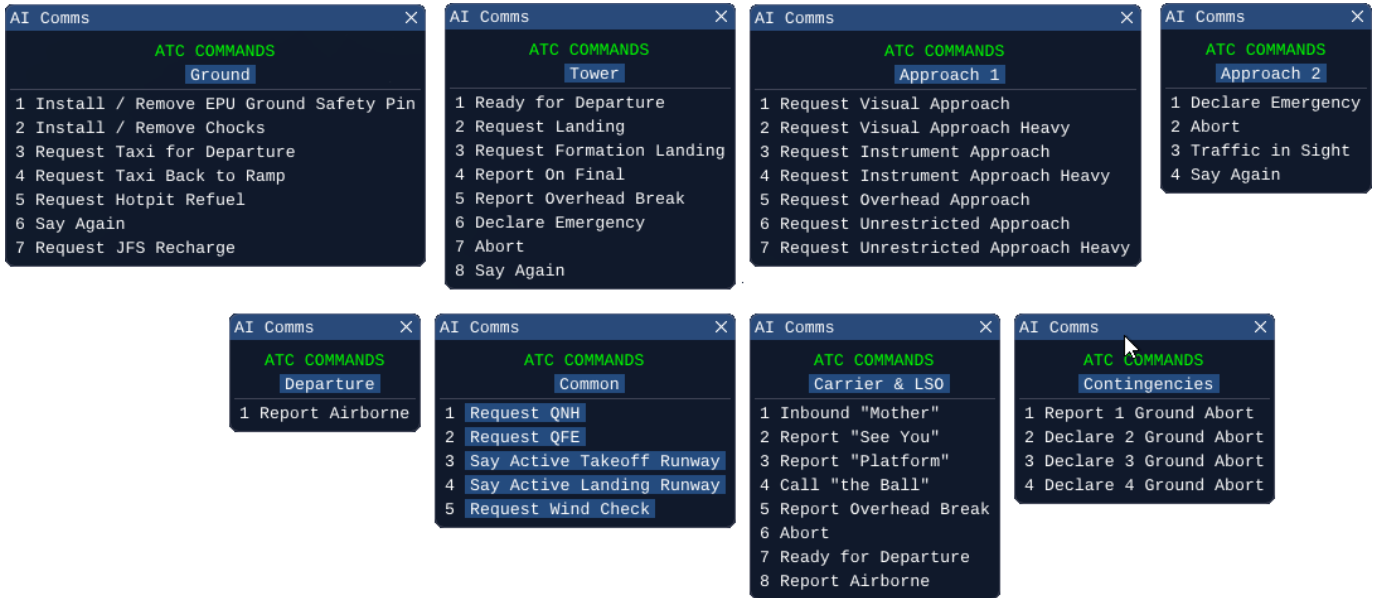 AI Comms
ATC COMMANDS
Ground
1 Install / Remove EPU Ground Safety Pin
2 Install / Remove Chocks
3 Request Taxi for Departure
4 Request Taxi Back to Ramp
5 Request Hotpit Refuel
6 Say Again
7 Request JFS Recharge
AI Comms
ATC COMMANDS
Tower
1 Ready for Departure
2 Request Landing
3 Request Formation Landing
4 Report On Final
5 Report Overhead Break
6 Declare Emergency
7 Abort
8 Say Again
AI Comms
ATC COMMANDS
Approach 1
1 Request Visual Approach
2 Request Visual Approach Heavy
3 Request Instrument Approach
4 Request Instrument Approach Heavy
5 Request Overhead Approach
6 Request Unrestricted Approach
7 Request Unrestricted Approach Heavy
AI Comms
ATC COMMANDS
Approach 2
1 Declare Emergency
2 Abort
3 Traffic in Sight
4 Say Again
AI Comms
ATC COMMANDS
Departure
1 Report Airborne
AI Comms
ATC COMMANDS
Common
1 Request QNH
2 Request QFE
3 Say Active Takeoff Runway
4 Say Active Landing Runway
5 Request Wind Check
AI Comms
ATC COMMANDS
Carrier & LSO
1 Inbound "Mother"
2 Report "See You"
3 Report "Platform"
4 Call "the Ball"
5 Report Overhead Break
6 Abort
7 Ready for Departure
8 Report Airborne
AI Comms
ATC COMMANDS
Contingencies
1 Report 1 Ground Abort
2 Declare 2 Ground Abort
3 Declare 3 Ground Abort
4 Declare 4 Ground Abort